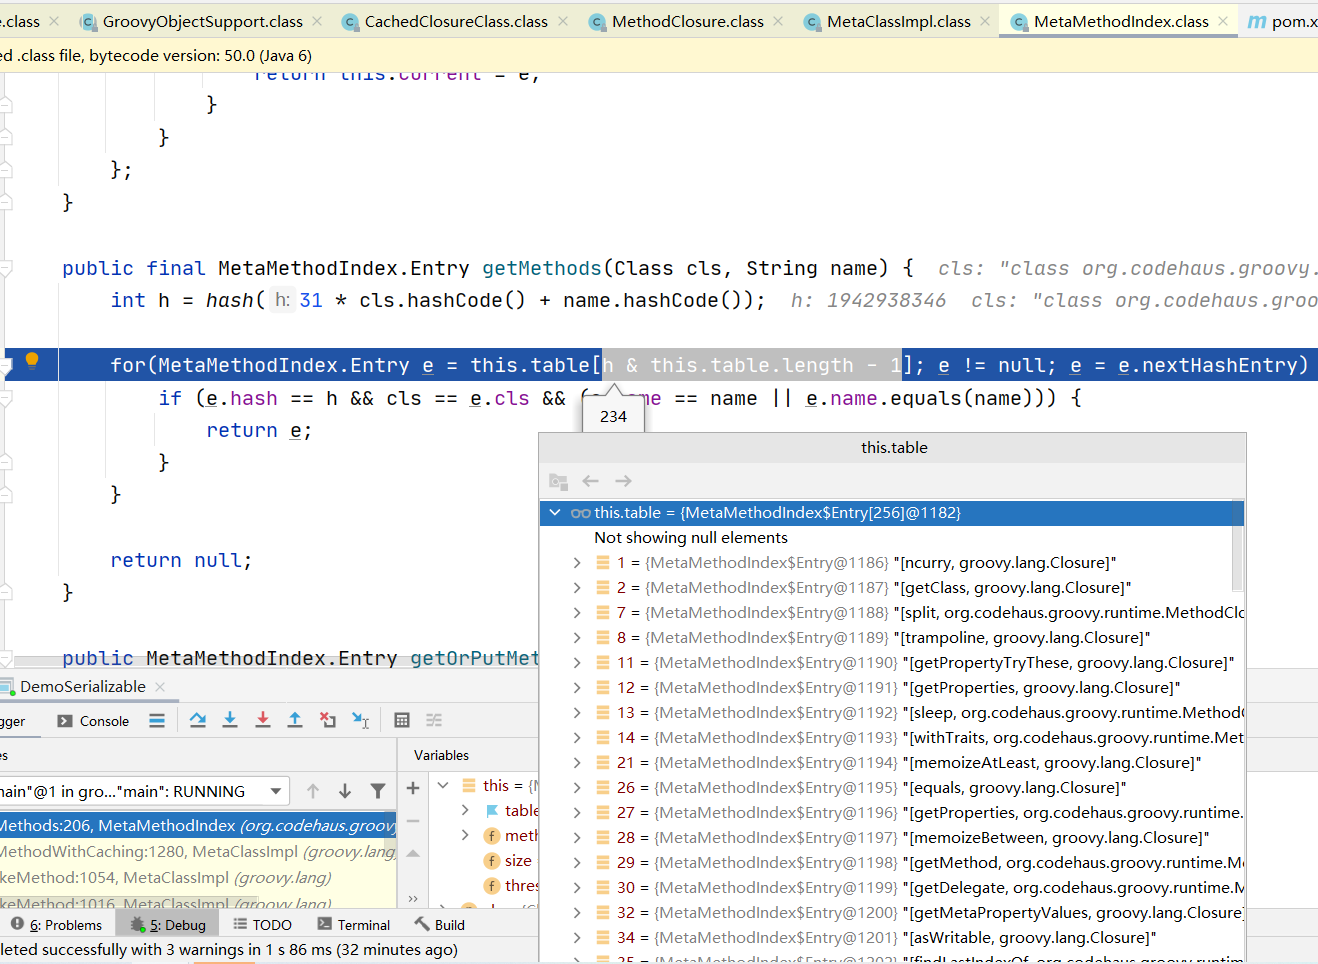 e.class × GroovyObjectSupport.class × CachedClosureClass.class × MethodClosure.class × MetaClassImpl.class × MetaMethodIndex.class × pom.x
ed .class file, bytecode version: 50.0 (Java 6)
return this.current = e;
}
}
};
}
public final MetaMethodIndex.Entry getMethods(Class cls, String name) { cls: "class org.codehaus.groovy.
int h = hash( h: 31 * cls.hashCode() + name.hashCode()); h: 1942938346 cls: "class org.codehaus.groo
for(MetaMethodIndex.Entry e = this.table[h & this.table.length - 1]; e != null; e = e.nextHashEntry)
if (e.hash == h && cls == e.cls && ( me == name || e.name.equals(name))) {
234
return e;
}
}
return null;
}
public MetaMethodIndex.Entry getOrPutMet
this.table
this.table = {MetaMethodIndex$Entry[256]@1182}
Not showing null elements
1 = {MetaMethodIndex$Entry@1186} "[ncurry, groovy.lang.Closure]"
2 = {MetaMethodIndex$Entry@1187} "[getClass, groovy.lang.Closure]"
7 = {MetaMethodIndex$Entry@1188} "[split, org.codehaus.groovy.runtime.MethodClo
8 = {MetaMethodIndex$Entry@1189} "[trampoline, groovy.lang.Closure]"
11 = {MetaMethodIndex$Entry@1190} "[getPropertyTryThese, groovy.lang.Closure]"
12 = {MetaMethodIndex$Entry@1191} "[getProperties, groovy.lang.Closure]"
13 = {MetaMethodIndex$Entry@1192} "[sleep, org.codehaus.groovy.runtime.MethodC
14 = {MetaMethodIndex$Entry@1193} "[withTraits, org.codehaus.groovy.runtime.Met
21 = {MetaMethodIndex$Entry@1194} "[memoizeAtLeast, groovy.lang.Closure]"
26 = {MetaMethodIndex$Entry@1195} "[equals, groovy.lang.Closure]"
27 = {MetaMethodIndex$Entry@1196} "[getProperties, org.codehaus.groovy.runtime.
28 = {MetaMethodIndex$Entry@1197} "[memoizeBetween, groovy.lang.Closure]"
29 = {MetaMethodIndex$Entry@1198} "[getMethod, org.codehaus.groovy.runtime.Me
30 = {MetaMethodIndex$Entry@1199} "[getDelegate, org.codehaus.groovy.runtime.M
32 = {MetaMethodIndex$Entry@1200} "[getMetaPropertyValues, groovy.lang.Closure]
34 = {MetaMethodIndex$Entry@1201} "[asWritable, groovy.lang.Closure]"
35 = {MetaMethodIndex$Entry@1202} "[findLastIndexOf, org.codehaus.groovy.runtim
DemoSerializable ×
gger Console
es Variables
main"@1 in gro..."main": RUNNING
Methods:206, MetaMethodIndex (org.codehaus.groovy
MethodWithCaching:1280, MetaClassImpl (groovy.lang
keMethod:1054, MetaClassImpl (groovy.lang)
keMethod:1016, MetaClassImpl (groovy.lang)
this = {M
table
meth
size =
thres
6: Problems 5: Debug TODO Terminal Build
leted successfully with 3 warnings in 1 s 86 ms (32 minutes ago)